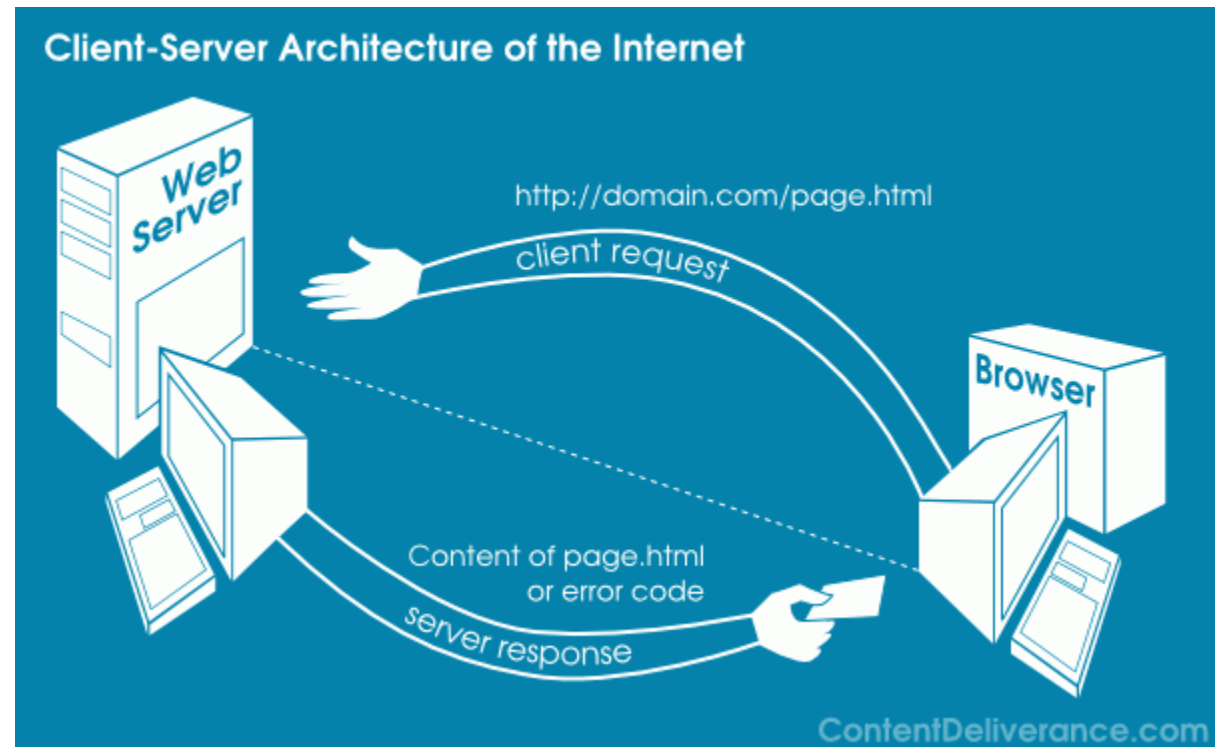 Client-Server Architecture of the Internet
Web
Server
http://domain.com/page.html
client request
Browser
Content of page.html
or error code
server response
ContentDeliverance.com